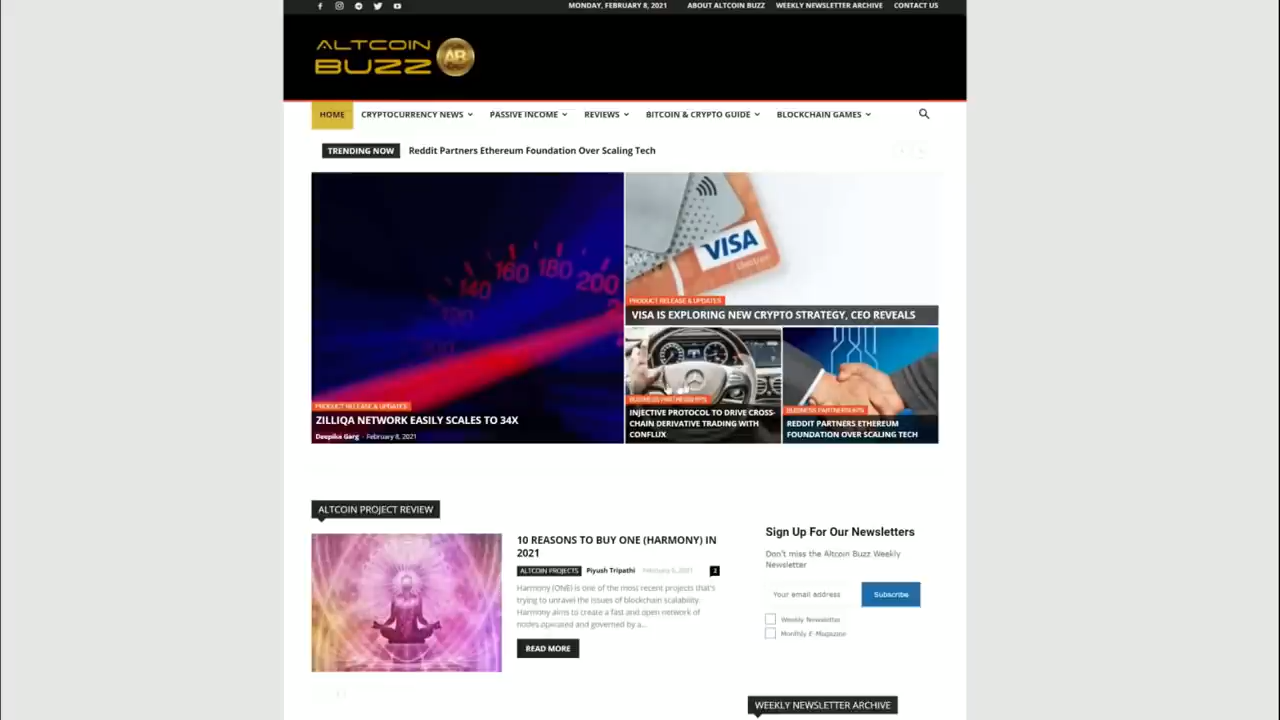 MONDAY, FEBRUARY 8, 2021
ABOUT ALTCOIN BUZZ
WEEKLY NEWSLETTER ARCHIVE
CONTACT US
ALTCOIN
BUZZ
AB
HOME
CRYPTOCURRENCY NEWS
PASSIVE INCOME
REVIEWS
BITCOIN & CRYPTO GUIDE
BLOCKCHAIN GAMES
TRENDING NOW
Reddit Partners Ethereum Foundation Over Scaling Tech
140
160
180
200
PRODUCT RELEASE & UPDATES
ZILLIQA NETWORK EASILY SCALES TO 34X
Deepika Garg - February 8, 2021
VISA
Electron
PRODUCT RELEASE & UPDATES
VISA IS EXPLORING NEW CRYPTO STRATEGY, CEO REVEALS
BUSINESS PARTNERSHIPS
INJECTIVE PROTOCOL TO DRIVE CROSS-
CHAIN DERIVATIVE TRADING WITH
CONFLUX
BUSINESS PARTNERSHIPS
REDDIT PARTNERS ETHEREUM
FOUNDATION OVER SCALING TECH
ALTCOIN PROJECT REVIEW
10 REASONS TO BUY ONE (HARMONY) IN
2021
ALTCOIN PROJECTS
Piyush Tripathi
Harmony (ONE) is one of the most recent projects that's
trying to unravel the issues of blockchain scalability.
Harmony aims to create a fast and open network of
nodes operated and governed by a...
READ MORE
Sign Up For Our Newsletters
Don't miss the Altcoin Buzz Weekly
Newsletter
Your email address
Subscribe
Weekly Newsletter
Monthly E-Magazine
WEEKLY NEWSLETTER ARCHIVE